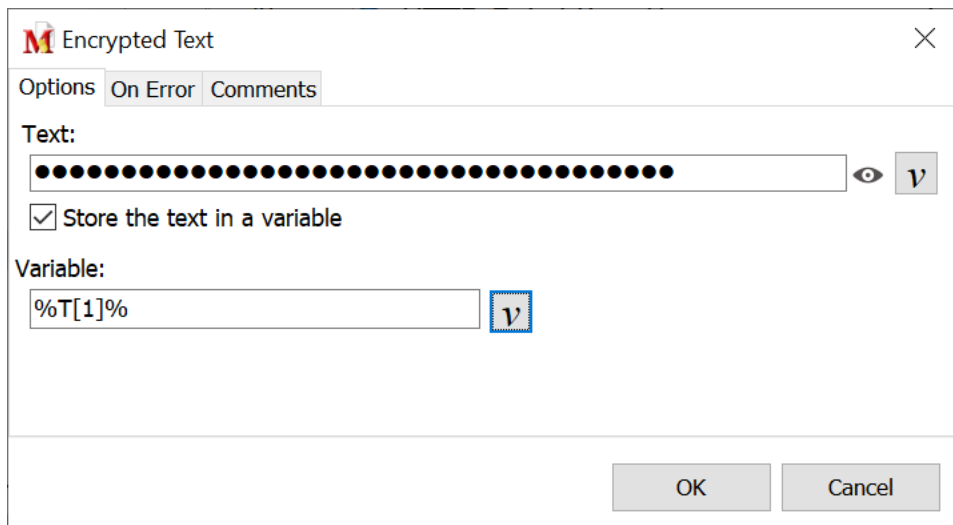 Encrypted Text
Options On Error Comments
Text:
●●●●●●●●●●●●●●●●●●●●●●●●●●●●●●●●●●●●●●●●●●●● v
Store the text in a variable
Variable:
%T[1]% v
OK Cancel